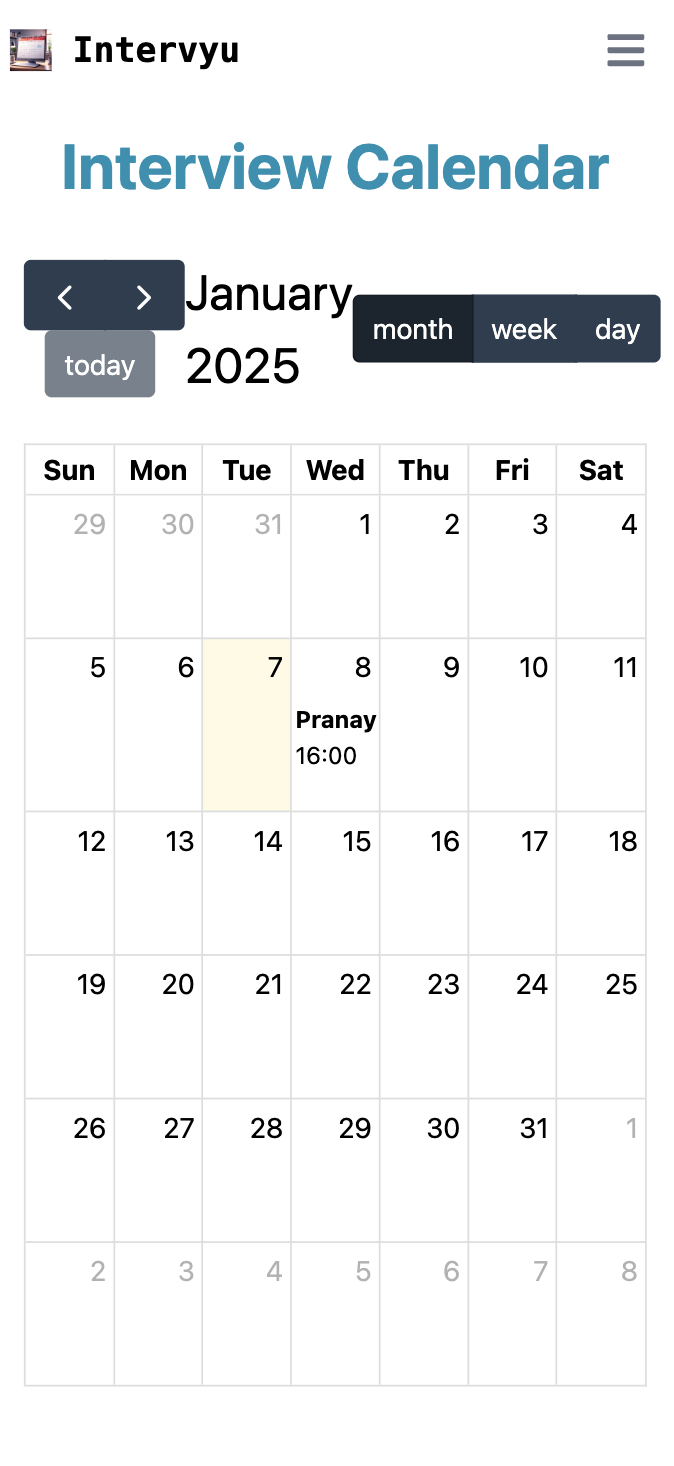 Intervyu
Interview Calendar
January
2025
today
month week day
Sun Mon Tue Wed Thu Fri Sat
29 30 31 1 2 3 4
5 6 7 8 9 10 11
Pranay
16:00
12 13 14 15 16 17 18
19 20 21 22 23 24 25
26 27 28 29 30 31 1
2 3 4 5 6 7 8